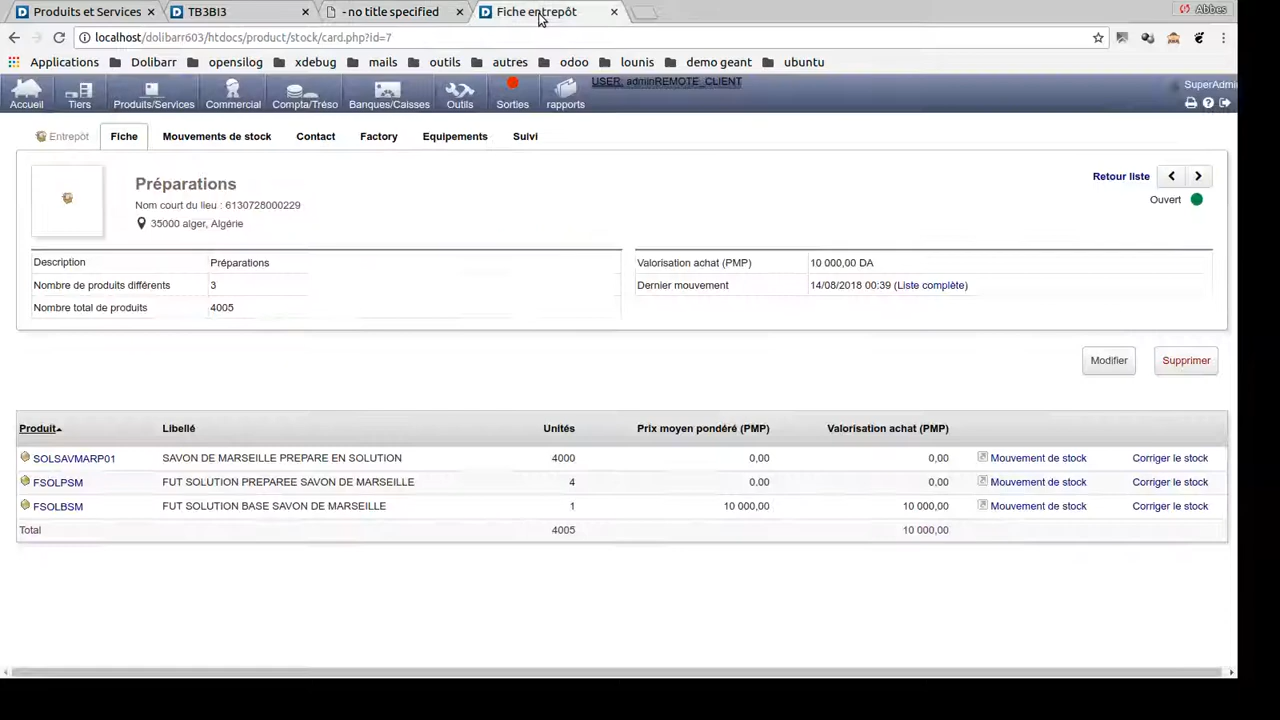 Produits et Services × TB3BI3 × - no title specified × Fiche entrepôt ×
Abbes
localhost/dolibarr603/htdocs/product/stock/card.php?id=7
Applications Dolibarr opensilog xdebug mails outils autres odoo lounis demo geant ubuntu
USER: adminREMOTE_CLIENT
SuperAdmi
Accueil Tiers Produits/Services Commercial Compta/Tréso Banques/Caisses Outils Sorties rapports
Entrepôt Fiche Mouvements de stock Contact Factory Equipements Suivi
Préparations
Retour liste
Nom court du lieu : 6130728000229
Ouvert
35000 alger, Algérie
Description Préparations
Valorisation achat (PMP) 10 000,00 DA
Nombre de produits différents 3
Dernier mouvement 14/08/2018 00:39 (Liste complète)
Nombre total de produits 4005
Modifier Supprimer
Produit Libellé Unités Prix moyen pondéré (PMP) Valorisation achat (PMP)
SOLSAVMARP01 SAVON DE MARSEILLE PREPARE EN SOLUTION 4000 0,00 0,00 Mouvement de stock Corriger le stock
FSOLPSM FUT SOLUTION PREPAREE SAVON DE MARSEILLE 4 0,00 0,00 Mouvement de stock Corriger le stock
FSOLBSM FUT SOLUTION BASE SAVON DE MARSEILLE 1 10 000,00 10 000,00 Mouvement de stock Corriger le stock
Total 4005 10 000,00